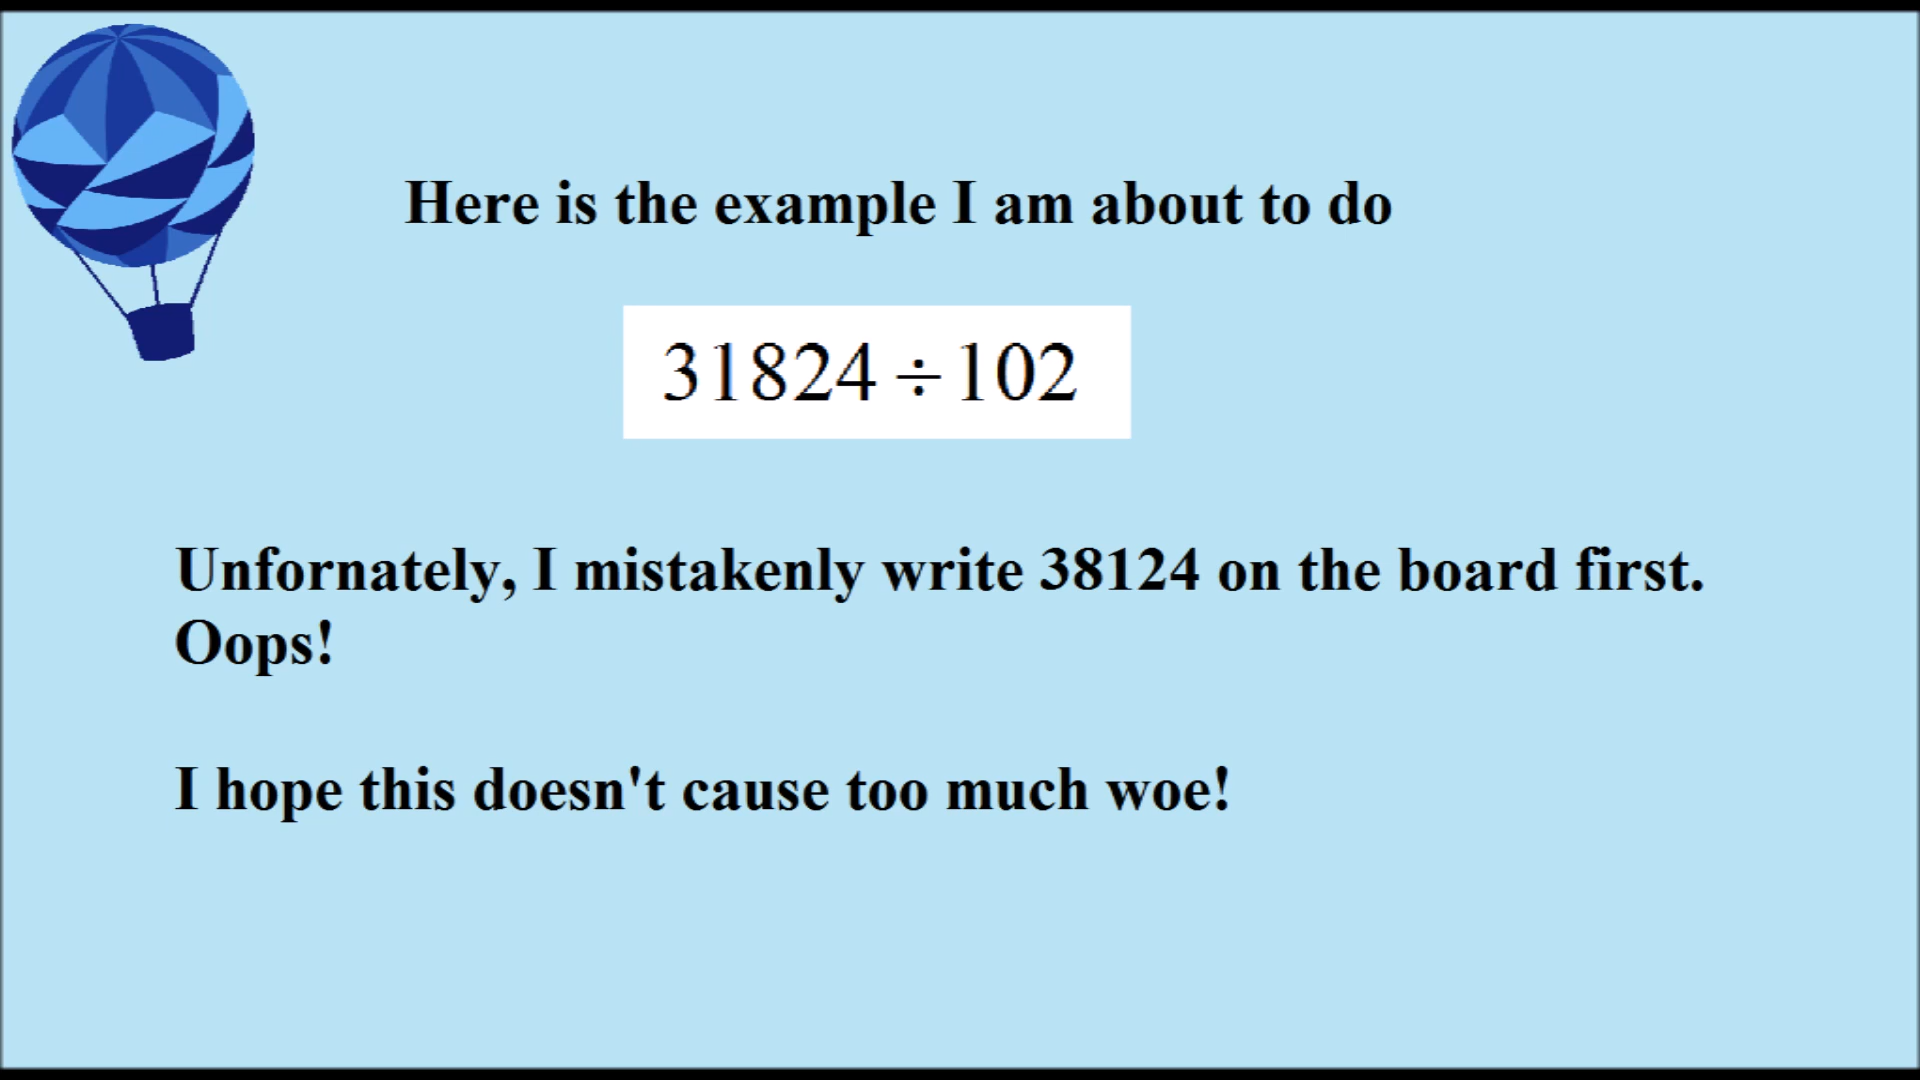 Here is the example I am about to do
31824 ÷ 102
Unfornately, I mistakenly write 38124 on the board first.
Oops!
I hope this doesn't cause too much woe!